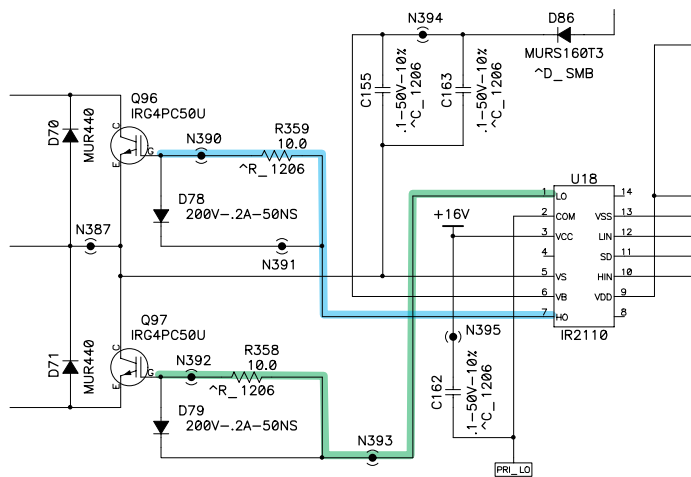 N394
D86
MURS160T3
^D_SMB
C155
.1-50V-10%
^C_1206
C163
.1-50V-10%
^C_1206
Q96
IRG4PC50U
D70
MUR440
C
G
E
N390
R359
10.0
^R_1206
D78
200V-.2A-50NS
N387
N391
U18
1
LO
14
2
COM
VSS
13
3
VCC
LIN
12
4
SD
11
5
VS
HIN
10
6
VB
VDD
9
7
HO
8
IR2110
+16V
N395
C162
.1-50V-10%
^C_1206
PRI_LO
Q97
IRG4PC50U
D71
MUR440
C
G
E
N392
R358
10.0
^R_1206
D79
200V-.2A-50NS
N393